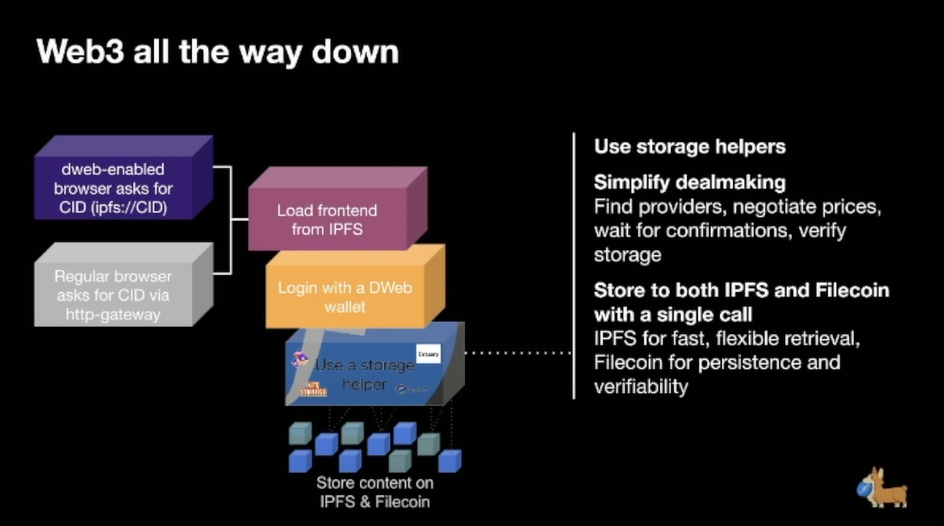 Web3 all the way down
dweb-enabled
browser asks for
CID (ipfs://CID)
Regular browser
asks for CID via
http-gateway
Load frontend
from IPFS
Login with a DWeb
wallet
Estuary
Use a storage
helper
STORAGE
Store content on
IPFS & Filecoin
Use storage helpers
Simplify dealmaking
Find providers, negotiate prices,
wait for confirmations, verify
storage
Store to both IPFS and Filecoin
with a single call
IPFS for fast, flexible retrieval,
Filecoin for persistence and
verifiability